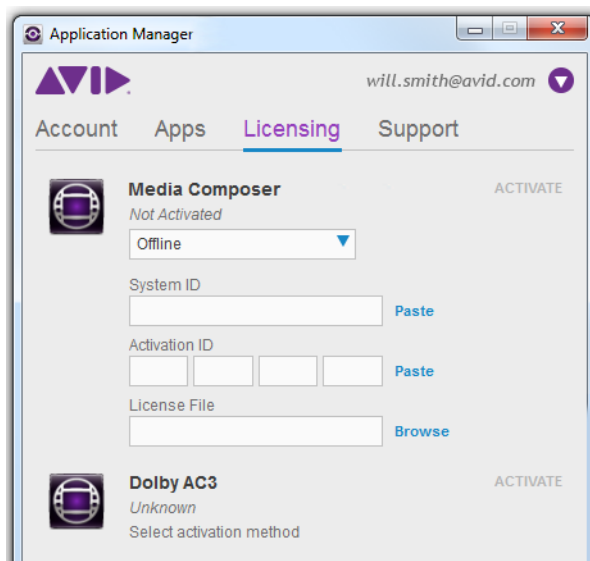 Application Manager
AVID
will.smith@avid.com
Account Apps Licensing Support
Media Composer ACTIVATE
Not Activated
Offline
System ID
Paste
Activation ID
Paste
License File
Browse
Dolby AC3 ACTIVATE
Unknown
Select activation method